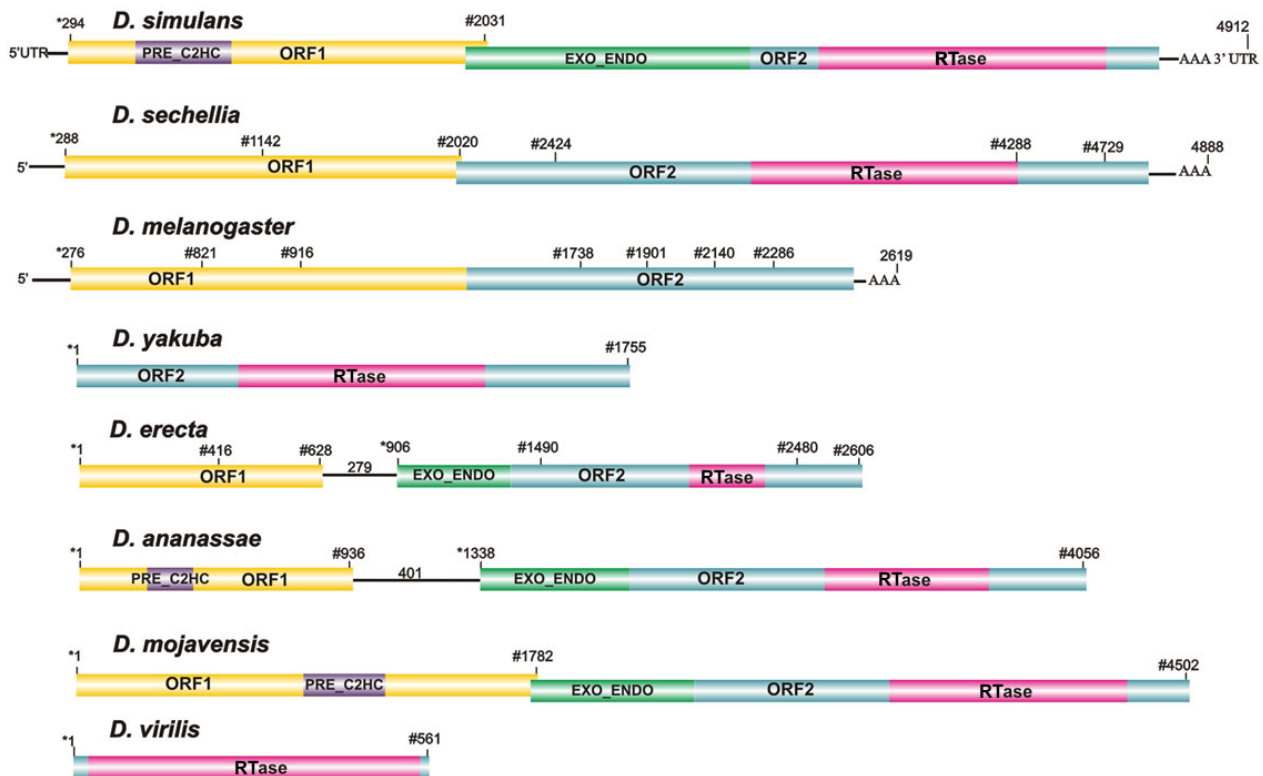 D. simulans
*294 #2031 4912
5'UTR PRE_C2HC ORF1 EXO_ENDO ORF2 RTase AAA 3' UTR
D. sechellia
*288 #1142 #2020 #2424 #4288 #4729 4888
5' ORF1 ORF2 RTase AAA
D. melanogaster
*276 #821 #916 #1738 #1901 #2140 #2286 2619
5' ORF1 ORF2 AAA
D. yakuba
*1 #1755
ORF2 RTase
D. erecta
*1 #416 #628 *906 #1490 #2480 #2606
ORF1 279 EXO_ENDO ORF2 RTase
D. ananassae
*1 #936 *1338 #4056
PRE_C2HC ORF1 401 EXO_ENDO ORF2 RTase
D. mojavensis
*1 #1782 #4502
ORF1 PRE_C2HC EXO_ENDO ORF2 RTase
D. virilis
*1 #561
RTase